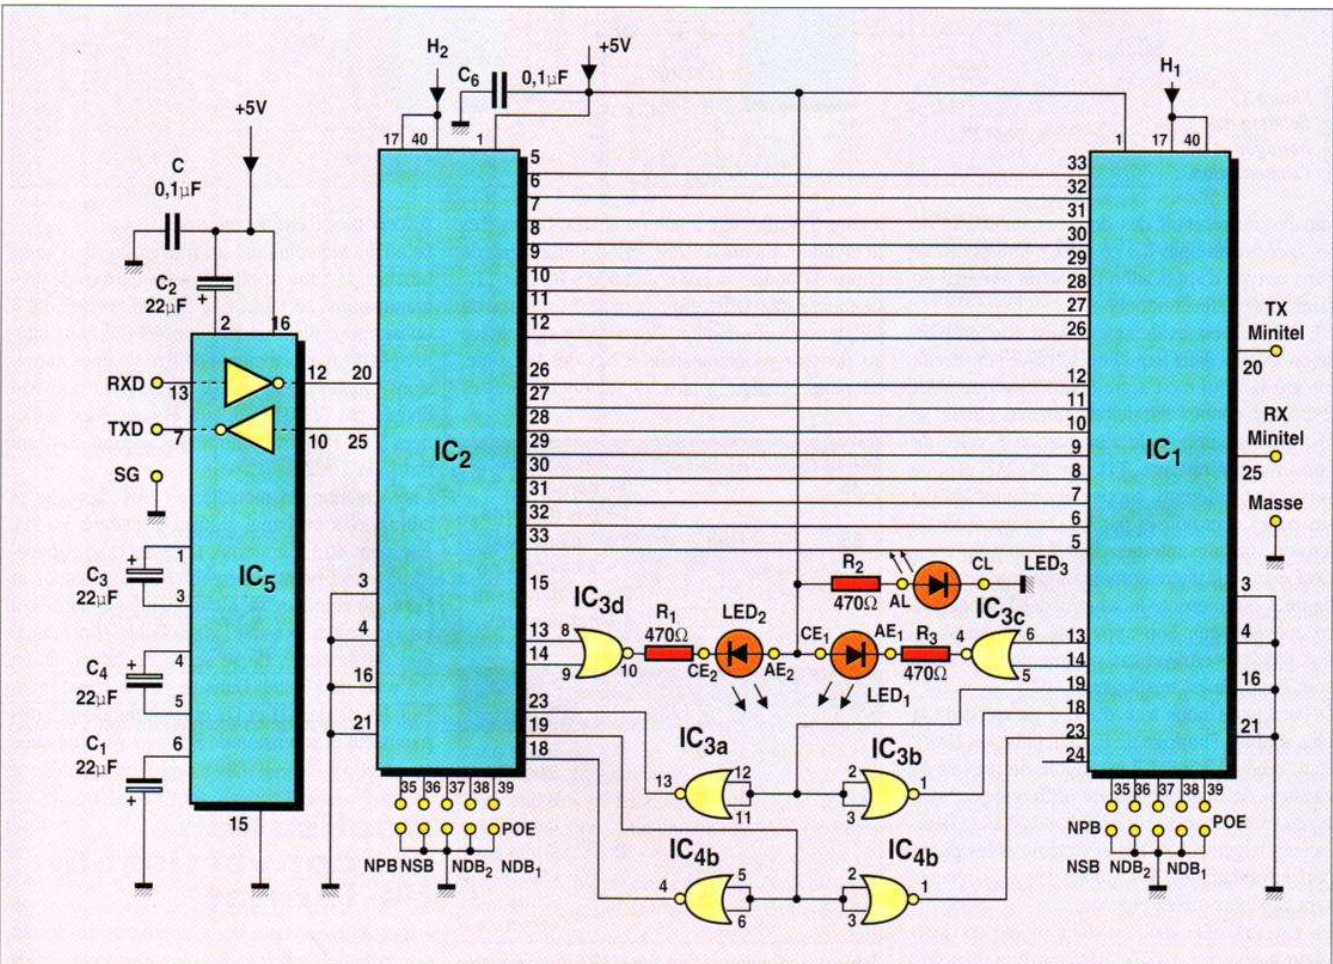 H2
+5V
C6
0,1µF
H1
+5V
17 40 1
1 17 40
C
0,1µF
C2
22µF
+
2 16
RXD
13
12 20
TXD
7
10 25
SG
IC5
C3
22µF
+
1
3
C4
22µF
+
4
5
C1
22µF
+
6
15
IC2
5
6
7
8
9
10
11
12
26
27
28
29
30
31
32
33
15
13
14
23
19
18
3
4
16
21
35 36 37 38 39
POE
NPB NSB NDB2 NDB1
33
32
31
30
29
28
27
26
12
11
10
9
8
7
6
5
IC1
TX
Minitel
20
RX
Minitel
25
Masse
R2
470Ω
AL
CL
LED3
IC3d
8
9
10
R1
470Ω
CE2
LED2
AE2
CE1
LED1
AE1
R3
470Ω
IC3c
4
6
5
13
14
19
18
23
24
3
4
16
21
IC3a
13
12
11
IC3b
2
3
1
IC4b
4
5
6
IC4b
2
3
1
35 36 37 38 39
NPB
POE
NSB NDB2 NDB1